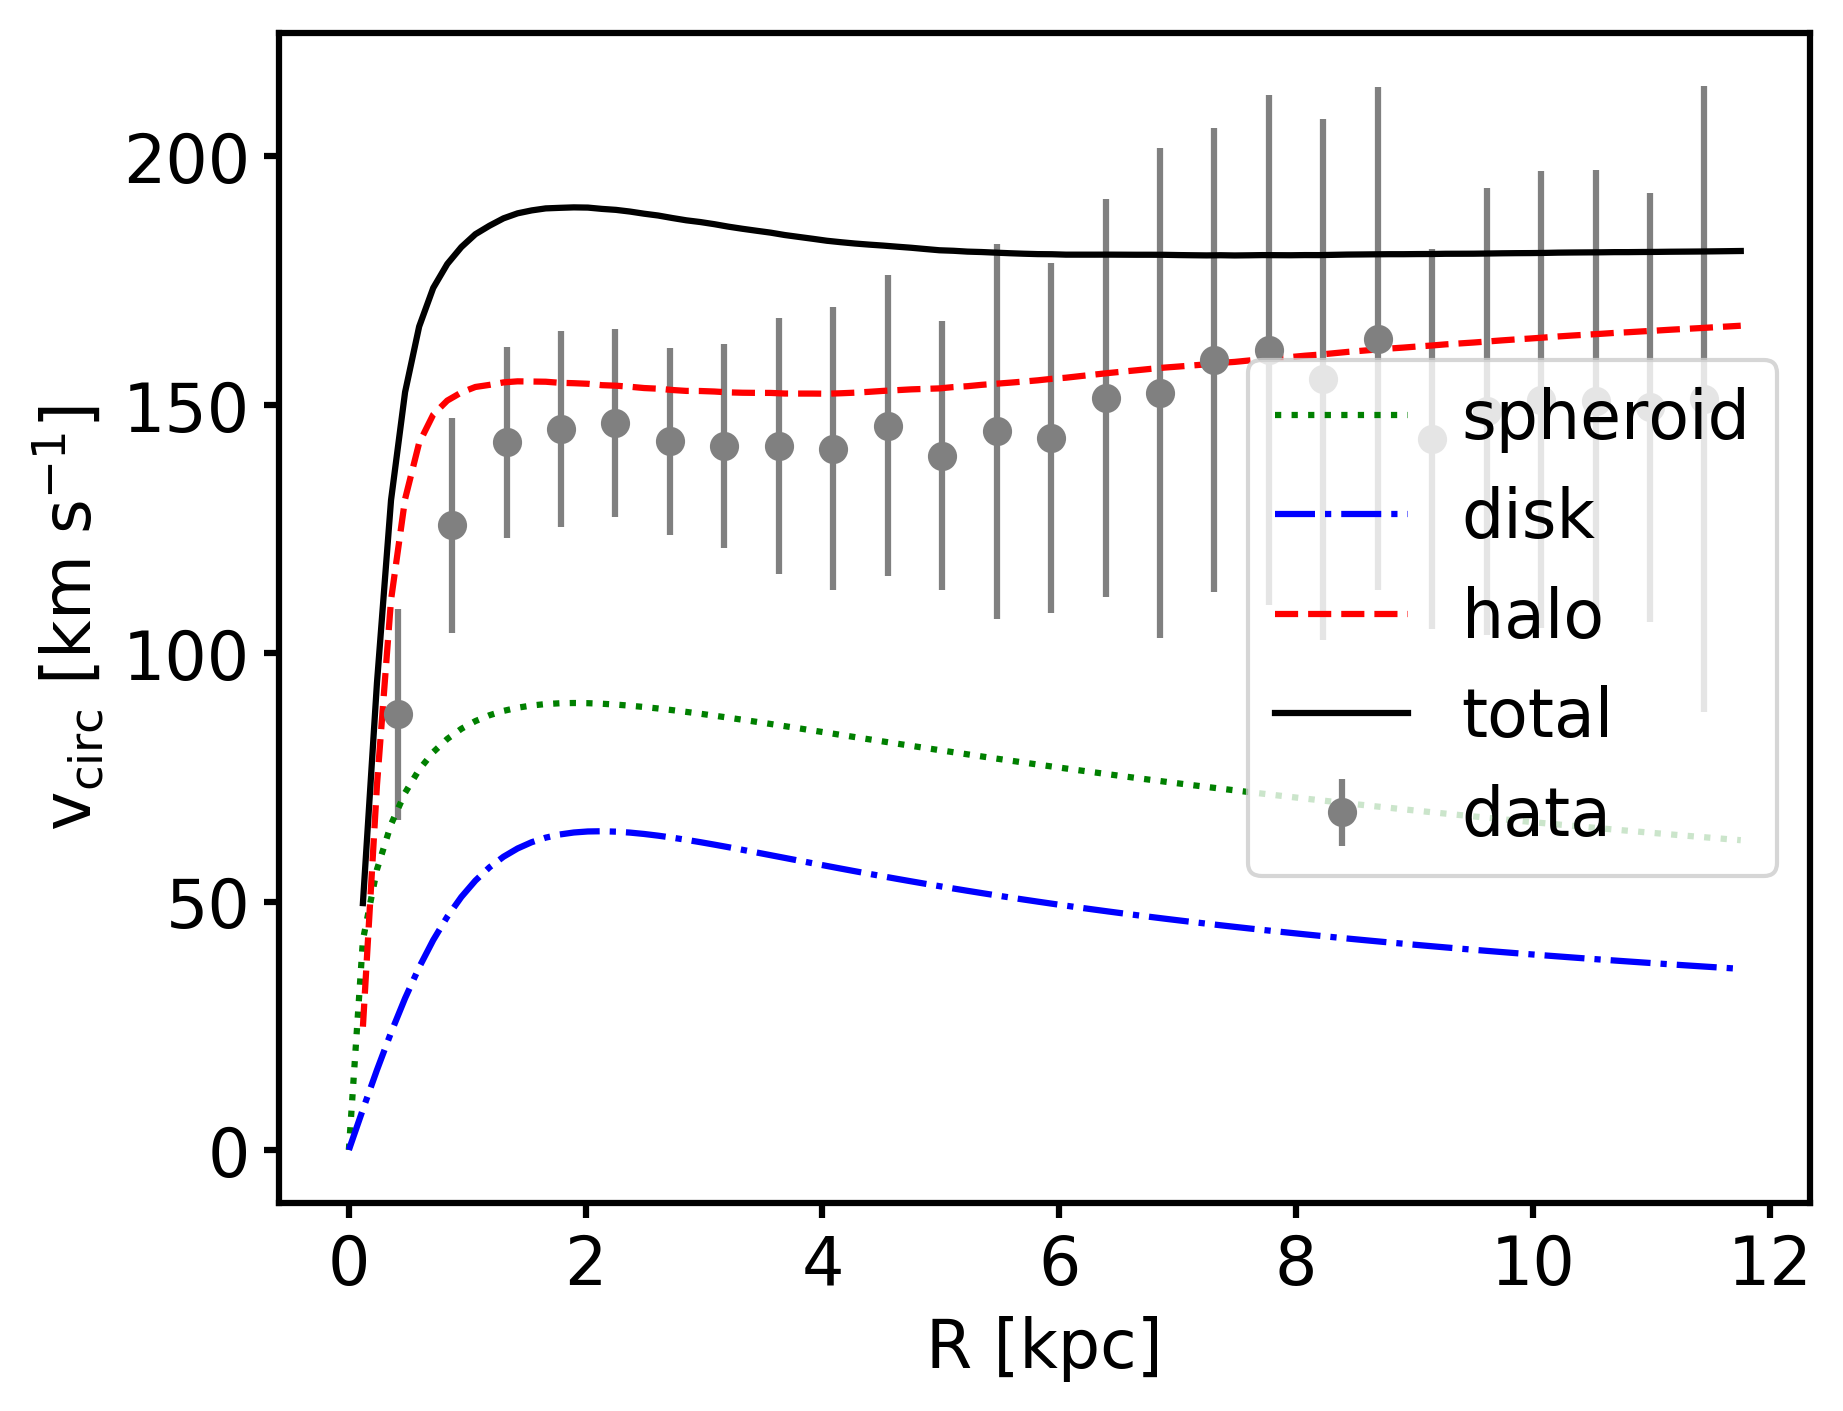 200
150
100
50
0
v_circ [km s⁻¹]
spheroid
disk
halo
total
data
0 2 4 6 8 10 12
R [kpc]